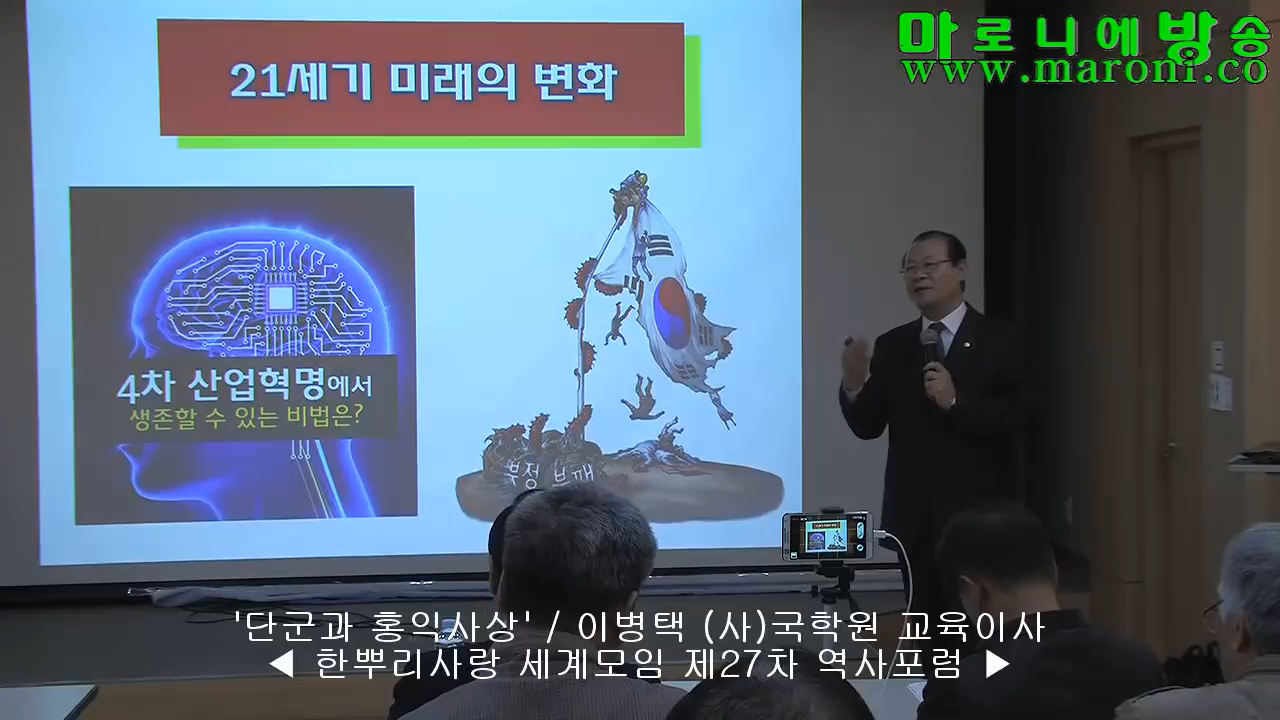 마로니에방송
www.maroni.co
21세기 미래의 변화
4차 산업혁명에서
생존할 수 있는 비법은?
부정 부패
'단군과 홍익사상' / 이병택 (사)국학원 교육이사
◀ 한뿌리사랑 세계모임 제27차 역사포럼 ▶